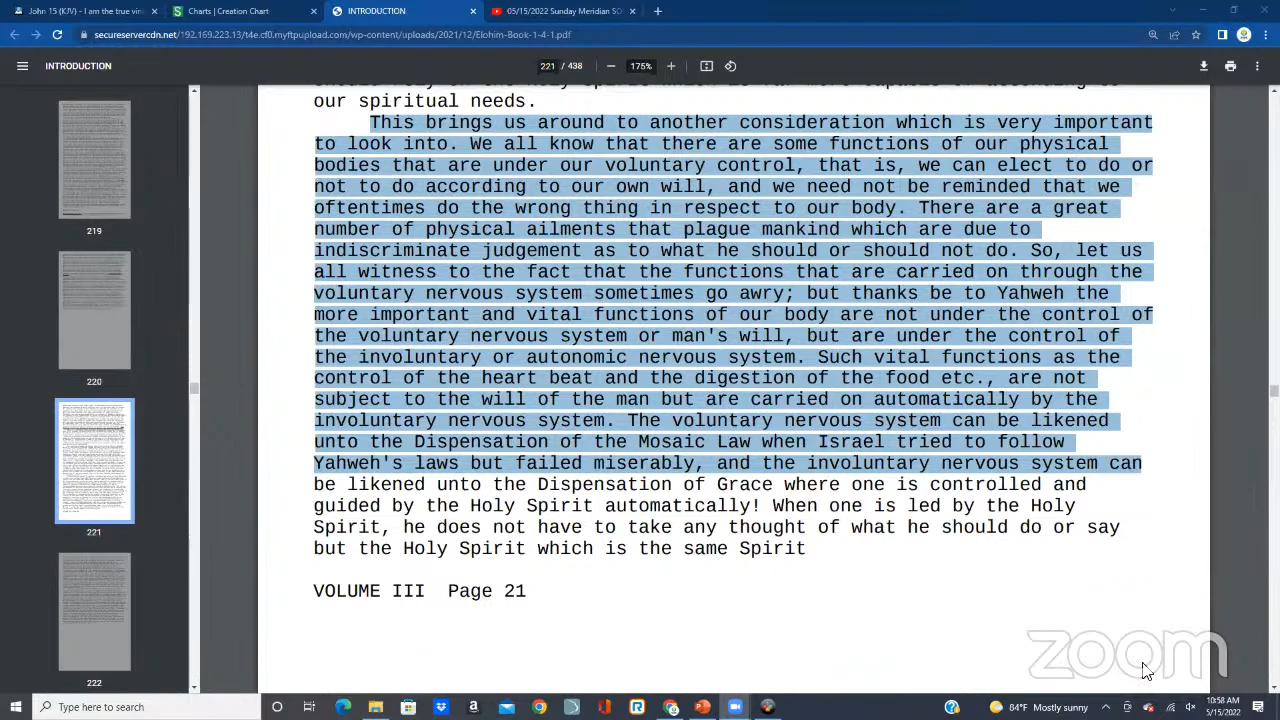 John 15 (KJV) - I am the true vin
Charts | Creation Chart
INTRODUCTION
05/15/2022 Sunday Meridian SO
secureservercdn.net/192.169.223.13/t4e.cf0.myftpupload.com/wp-content/uploads/2021/12/Elohim-Book-1-4-1.pdf
INTRODUCTION
221 / 438
175%
219
220
221
222
our spiritual needs.
This brings us around to another consideration which is very important
to look into. We all know that there are some functions of our physical
bodies that are under our voluntary control, that is, we can elect to do or
not to do according to our own will, and we need not be reminded that we
oftentimes do the wrong thing in respect to our body. There are a great
number of physical ailments that plague mankind which are due to
indiscriminate judgement as to what he should or should not do. So, let us
all witness to the fact that the functions that are carried on through the
voluntary nervous system sometimes go awry, but thanks be to Yahweh the
more important and vital functions of our body are not under the control of
the voluntary nervous system or man's will, but are under the control of
the involuntary or autonomic nervous system. Such vital functions as the
control of the heart beat and the digestion of the food etc., are not
subject to the will of the man but are carried on automatically by the
involuntary nervous system. The voluntary nervous system can be likened
unto the Dispensation of the Mosaic Law when Israel tried to follow
Yahweh's laws but failed miserably, and the involuntary nervous system can
be likened unto the Dispensation of Grace where one is controlled and
guided by the Holy Spirit automatically. When one is led by the Holy
Spirit, he does not have to take any thought of what he should do or say
but the Holy Spirit which is the same Spirit
VOLUME III Page 21
zoom
Type here to search
84°F Mostly sunny
10:58 AM
5/15/2022